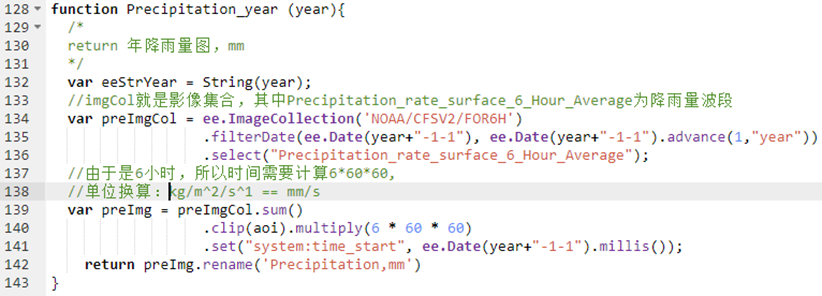 128 function Precipitation_year (year){
129 /*
130 return 年降雨量图，mm
131 */
132 var eeStrYear = String(year);
133 //imgCol就是影像集合，其中Precipitation_rate_surface_6_Hour_Average为降雨量波段
134 var preImgCol = ee.ImageCollection('NOAA/CFSV2/FOR6H')
135 .filterDate(ee.Date(year+"-1-1"), ee.Date(year+"-1-1").advance(1,"year"))
136 .select("Precipitation_rate_surface_6_Hour_Average");
137 //由于是6小时，所以时间需要计算6*60*60,
138 //单位换算：kg/m^2/s^1 == mm/s
139 var preImg = preImgCol.sum()
140 .clip(aoi).multiply(6 * 60 * 60)
141 .set("system:time_start", ee.Date(year+"-1-1").millis());
142 return preImg.rename('Precipitation,mm')
143 }